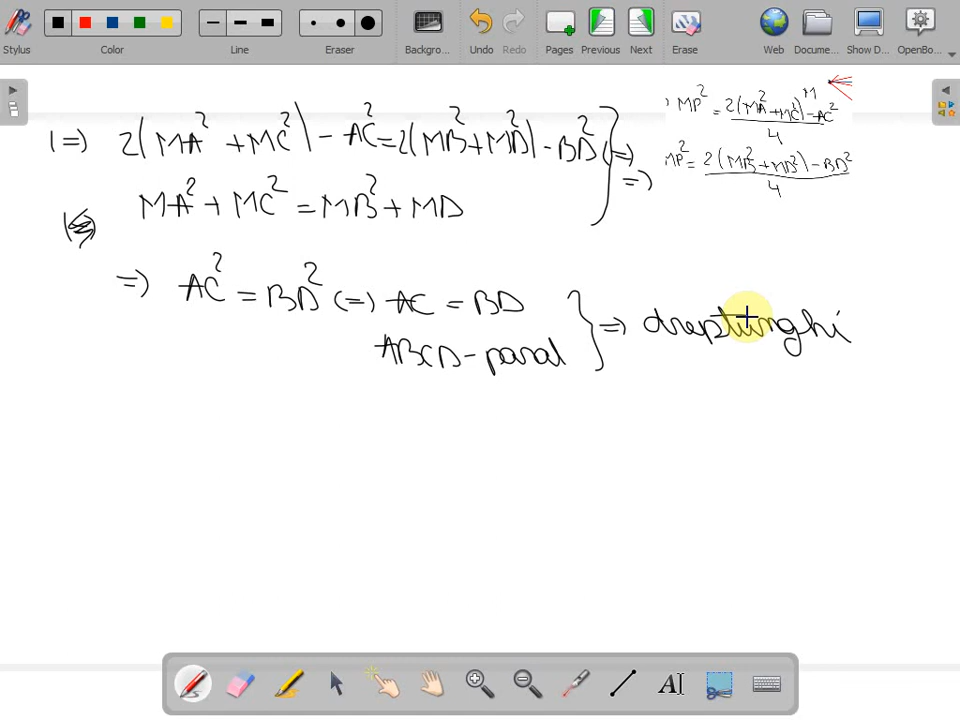 Stylus Color Line Eraser Backgro... Undo Redo Pages Previous Next Erase Web Docume... Show D... OpenBo...
M
) MP² = 2(MA²+MC²)-AC² / 4
MP² = 2(MB²+MD²)-BD² / 4
1=) 2(MA²+MC²)-AC²=2(MB²+MD²)-BD² (=)
MA²+MC²=MB²+MD =)
=) AC²=BD² (=) AC=BD
ABCD-paral =) dreptunghi